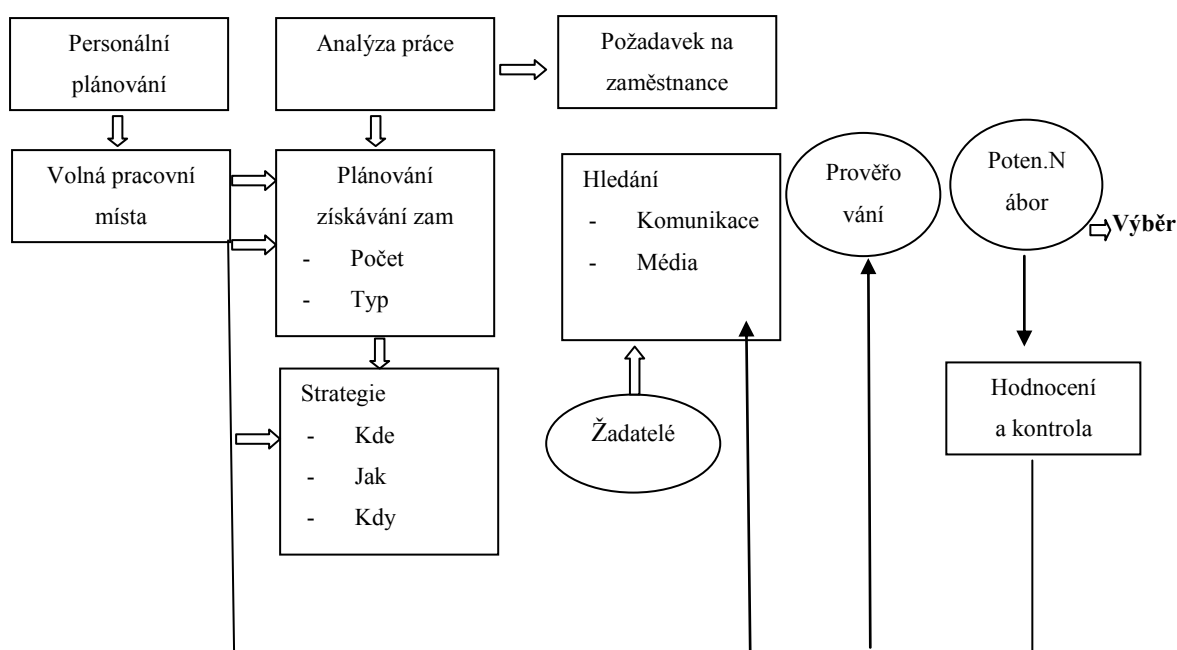 Personální
plánování
Analýza práce
Požadavek na
zaměstnance
Volná pracovní
místa
Plánování
získávání zam
- Počet
- Typ
Hledání
- Komunikace
- Média
Prověřo
vání
Poten.N
ábor
Výběr
Strategie
- Kde
- Jak
- Kdy
Žadatelé
Hodnocení
a kontrola